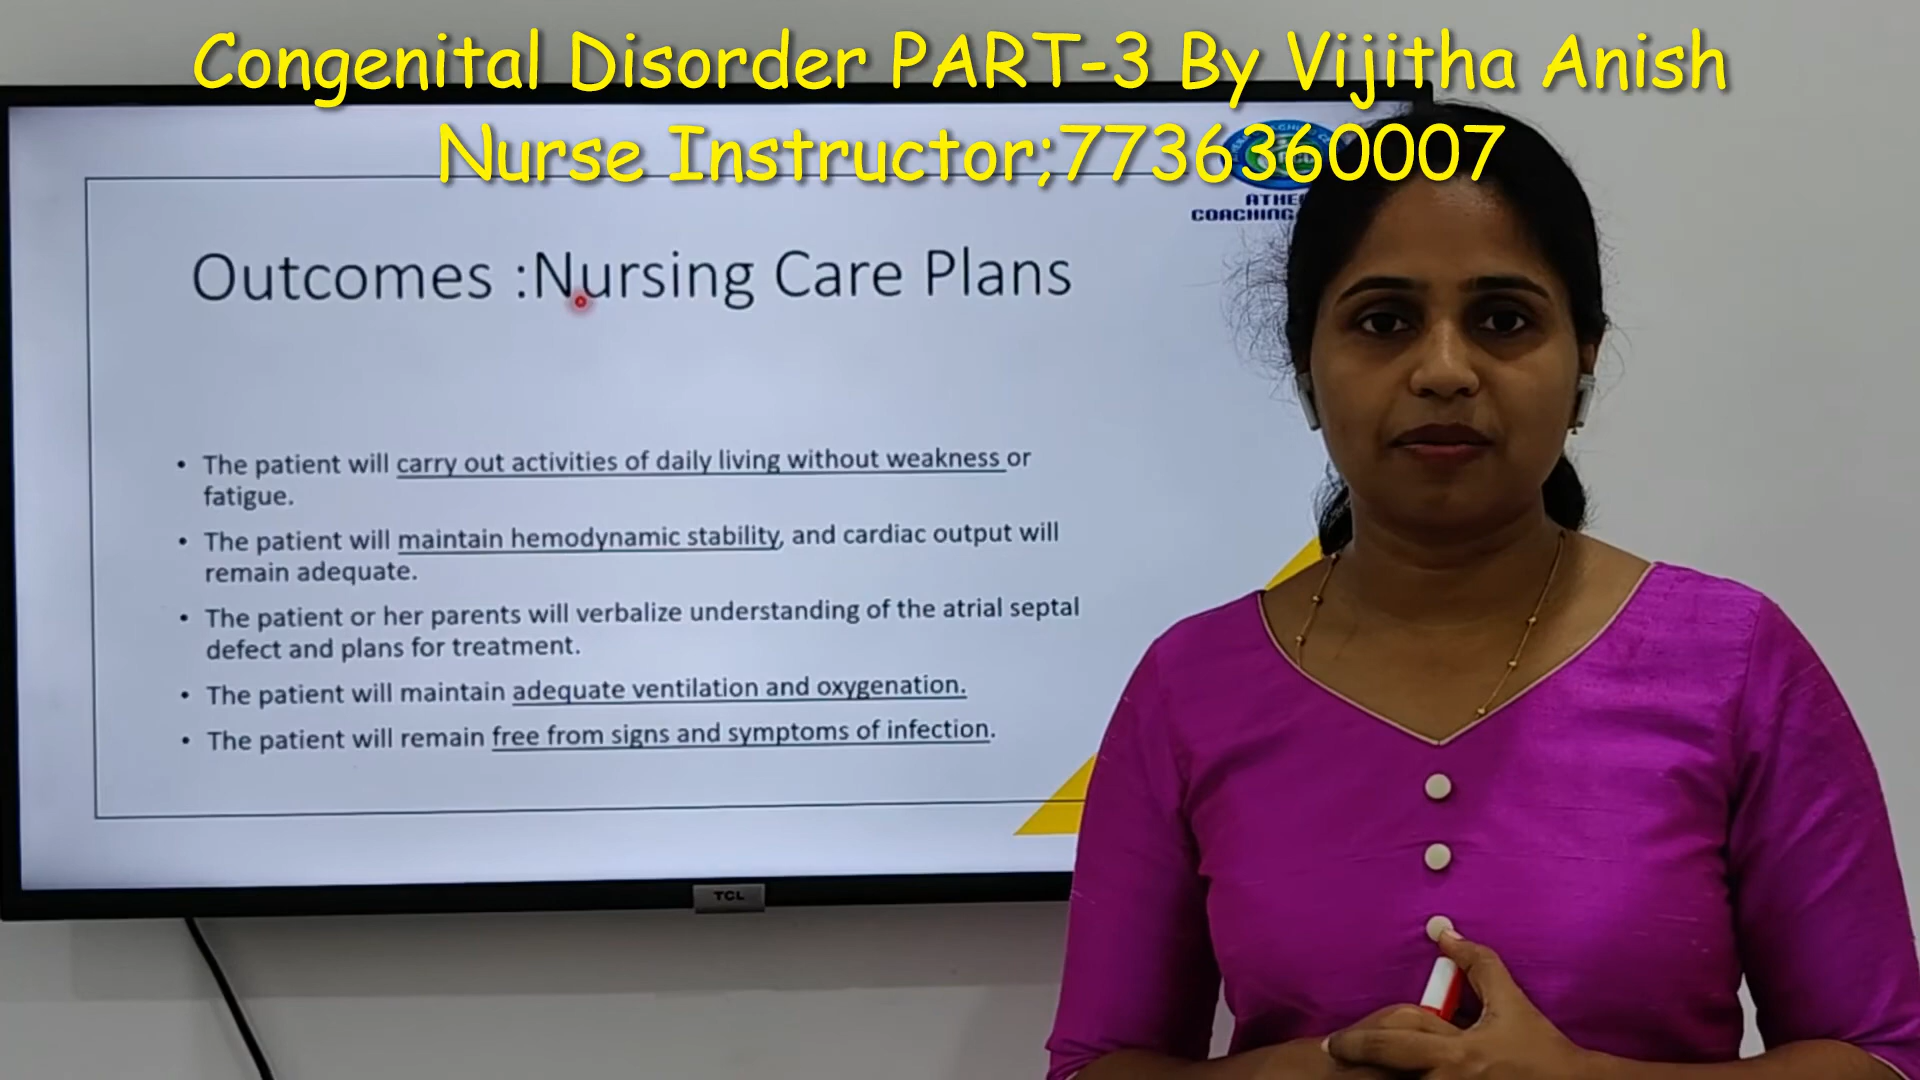 Congenital Disorder PART-3 By Vijitha Anish
Nurse Instructor;7736360007
COACHING
Outcomes :Nursing Care Plans
• The patient will carry out activities of daily living without weakness or
fatigue.
• The patient will maintain hemodynamic stability, and cardiac output will
remain adequate.
• The patient or her parents will verbalize understanding of the atrial septal
defect and plans for treatment.
• The patient will maintain adequate ventilation and oxygenation.
• The patient will remain free from signs and symptoms of infection.
TCL